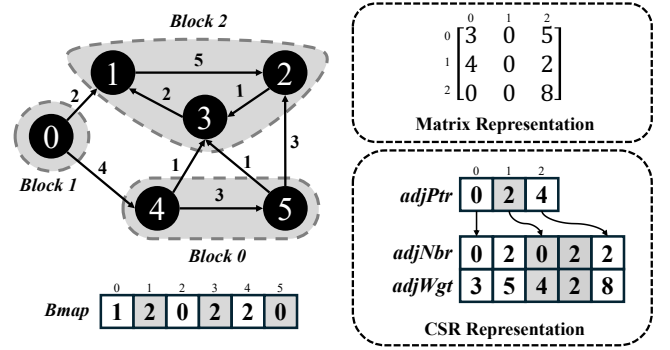 Block 2
1 5 2
2 2 1
3
0
Block 1
4 1 1 3
4 3 5
Block 0
0 1 2 3 4 5
Bmap 1 2 0 2 2 0
0 1 2
0 3 0 5
1 4 0 2
2 0 0 8
Matrix Representation
0 1 2
adjPtr 0 2 4
adjNbr 0 2 0 2 2
adjWgt 3 5 4 2 8
CSR Representation